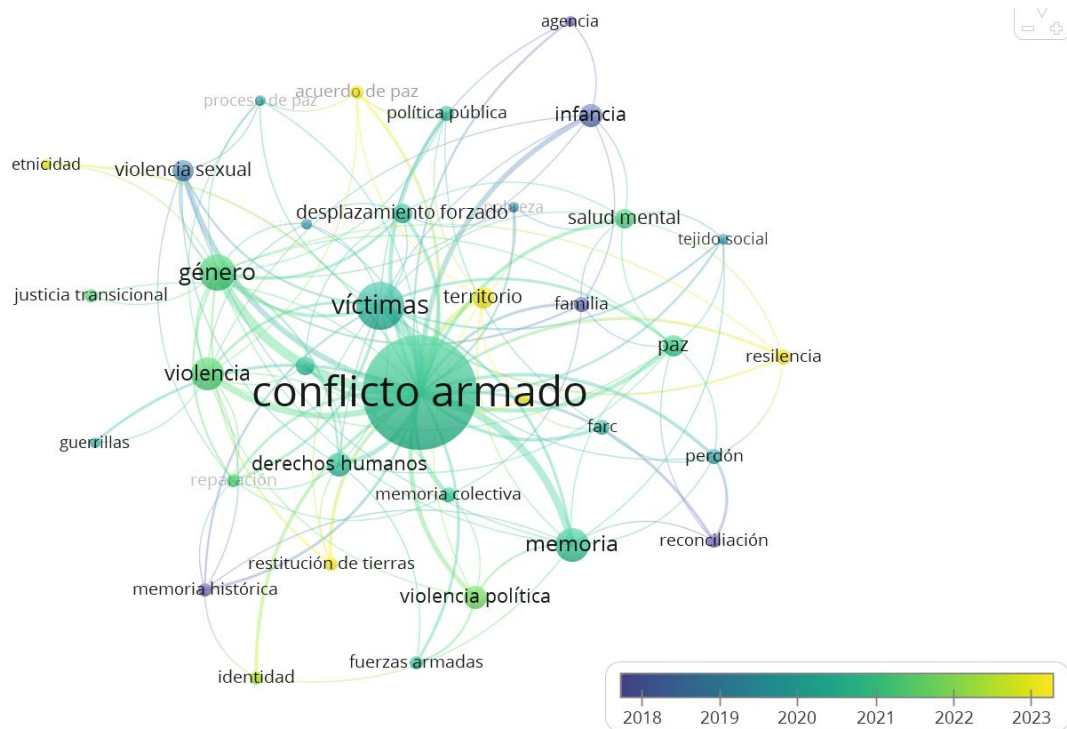 agencia
proceso de paz
acuerdo de paz
política pública
infancia
etnicidad
violencia sexual
desplazamiento forzado
pobreza
salud mental
tejido social
género
justicia transicional
víctimas
territorio
familia
paz
resilencia
violencia
conflicto armado
farc
guerrillas
derechos humanos
perdón
reparación
memoria colectiva
memoria
reconciliación
restitución de tierras
memoria histórica
violencia política
fuerzas armadas
identidad
2018 2019 2020 2021 2022 2023